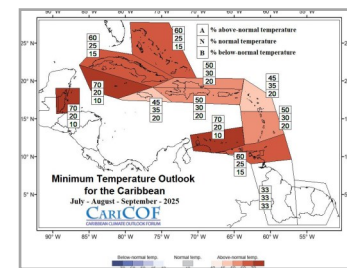 A % above-normal temperature
N % normal temperature
B % below-normal temperature
60
25
15
60
25
15
25°N
20°N
15°N
10°N
5°N
50
30
20
45
35
20
70
20
10
70
20
10
45
35
20
50
30
20
50
30
20
70
20
10
60
25
15
33
33
33
Minimum Temperature Outlook
for the Caribbean
July - August - September - 2025
CARICOF
CARIBBEAN CLIMATE OUTLOOK FORUM
90° W 85° W 80° W 75° W 70° W 65° W 60° W 55° W
Below-normal temp. Normal temp. Above-normal temp.